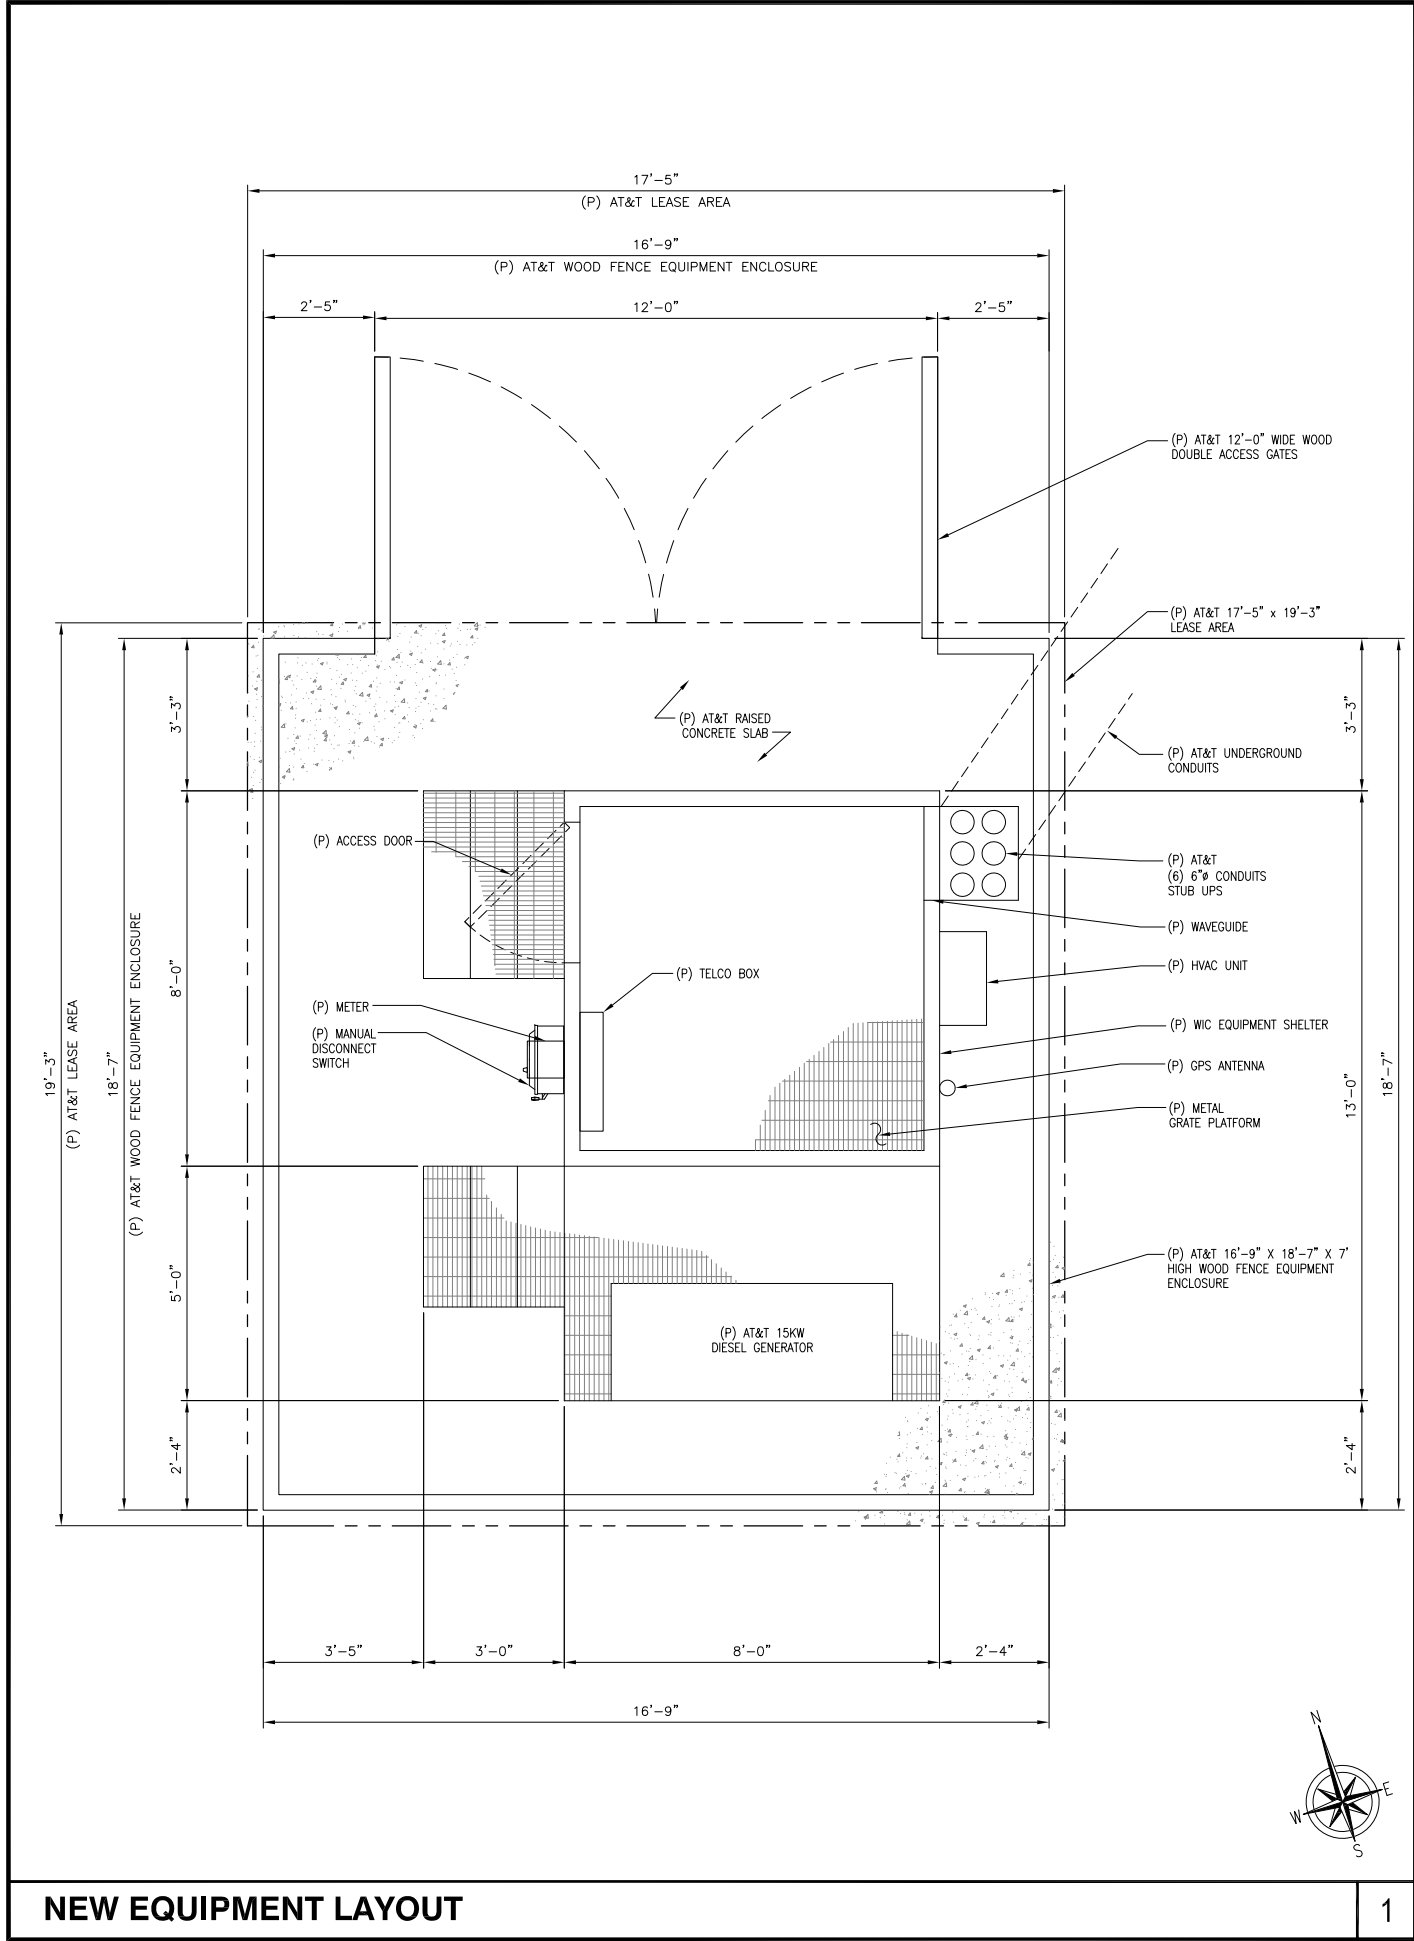 17'-5"
(P) AT&T LEASE AREA
16'-9"
(P) AT&T WOOD FENCE EQUIPMENT ENCLOSURE
2'-5"
12'-0"
2'-5"
(P) AT&T 12'-0" WIDE WOOD
DOUBLE ACCESS GATES
(P) AT&T 17'-5" x 19'-3"
LEASE AREA
3'-3"
3'-3"
(P) AT&T RAISED
CONCRETE SLAB
(P) AT&T UNDERGROUND
CONDUITS
(P) ACCESS DOOR
(P) AT&T
(6) 6"ø CONDUITS
STUB UPS
(P) WAVEGUIDE
(P) HVAC UNIT
(P) TELCO BOX
8'-0"
(P) METER
(P) MANUAL
DISCONNECT
SWITCH
(P) WIC EQUIPMENT SHELTER
(P) GPS ANTENNA
(P) METAL
GRATE PLATFORM
19'-3"
(P) AT&T LEASE AREA
18'-7"
(P) AT&T WOOD FENCE EQUIPMENT ENCLOSURE
13'-0"
18'-7"
5'-0"
(P) AT&T 16'-9" X 18'-7" X 7'
HIGH WOOD FENCE EQUIPMENT
ENCLOSURE
(P) AT&T 15KW
DIESEL GENERATOR
2'-4"
2'-4"
3'-5"
3'-0"
8'-0"
2'-4"
16'-9"
N
E
W
S
NEW EQUIPMENT LAYOUT
1